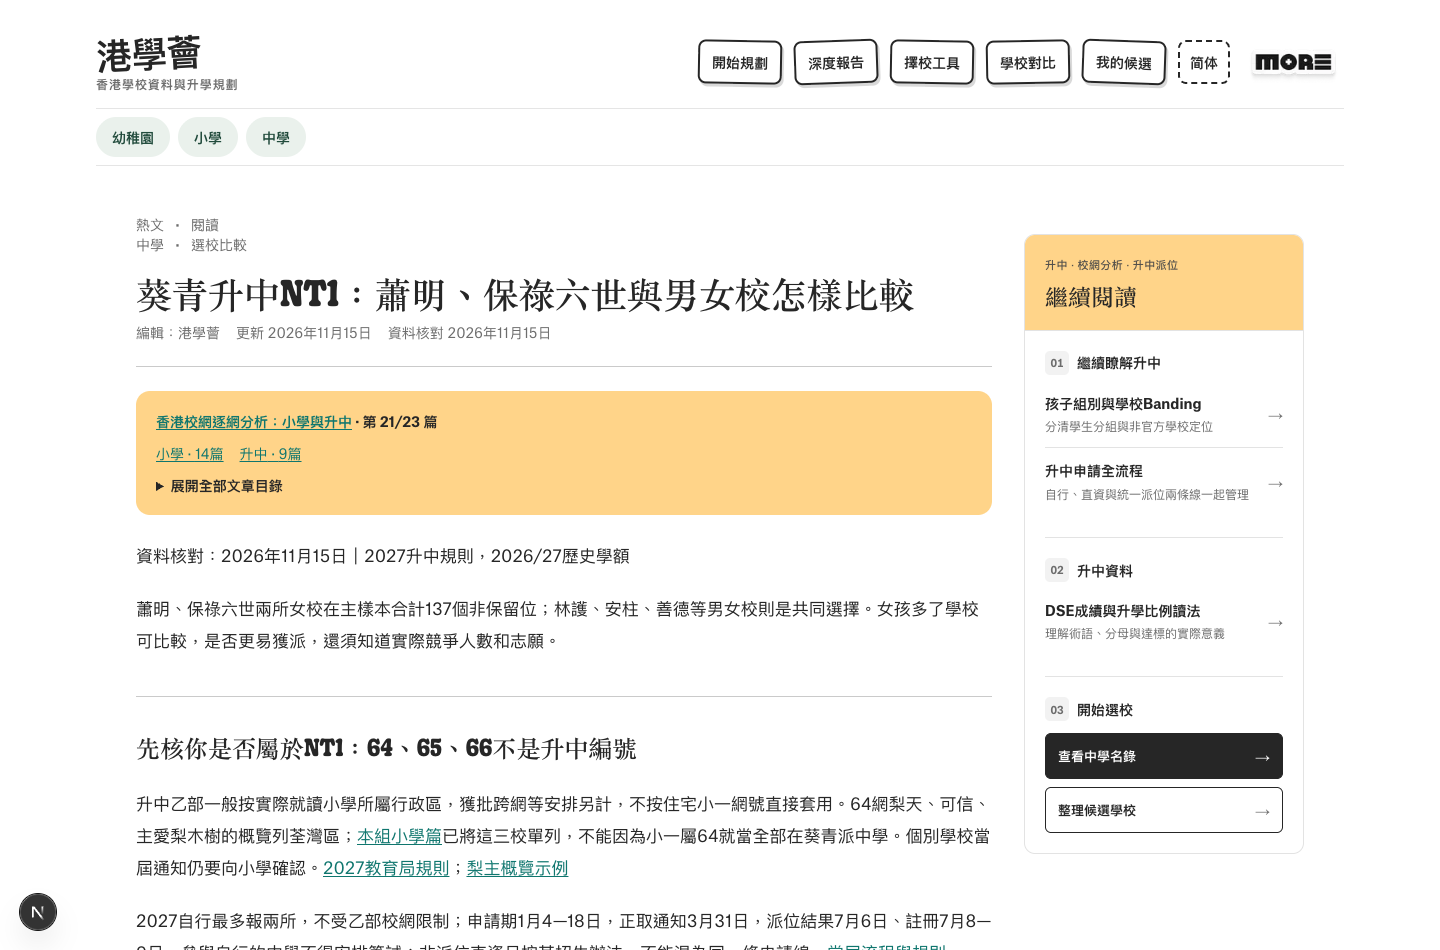 港學薈
香港學校資料與升學規劃
開始規劃
深度報告
擇校工具
學校對比
我的候選
简体
MORE
幼稚園
小學
中學
熱文 · 閱讀
中學 · 選校比較
葵青升中NT1：蕭明、保祿六世與男女校怎樣比較
編輯：港學薈 更新 2026年11月15日 資料核對 2026年11月15日
香港校網逐網分析：小學與升中 · 第 21/23 篇
小學 · 14篇 升中 · 9篇
▶ 展開全部文章目錄
資料核對：2026年11月15日｜2027升中規則，2026/27歷史學額
蕭明、保祿六世兩所女校在主樣本合計137個非保留位；林護、安柱、善德等男女校則是共同選擇。女孩多了學校
可比較，是否更易獲派，還須知道實際競爭人數和志願。
先核你是否屬於NT1：64、65、66不是升中編號
升中乙部一般按實際就讀小學所屬行政區，獲批跨網等安排另計，不按住宅小一網號直接套用。64網梨天、可信、
主愛梨木樹的概覽列荃灣區；本組小學篇已將這三校單列，不能因為小一屬64就當全部在葵青派中學。個別學校當
屆通知仍要向小學確認。2027教育局規則；梨主概覽示例
2027自行最多報兩所，不受乙部校網限制；申請期1月4—18日，正取通知3月31日，派位結果7月6日、註冊7月8—
升中 · 校網分析 · 升中派位
繼續閱讀
01 繼續瞭解升中
孩子組別與學校Banding
分清學生分組與非官方學校定位
→
升中申請全流程
自行、直資與統一派位兩條線一起管理
→
02 升中資料
DSE成績與升學比例讀法
理解術語、分母與達標的實際意義
→
03 開始選校
查看中學名錄 →
整理候選學校 →
N